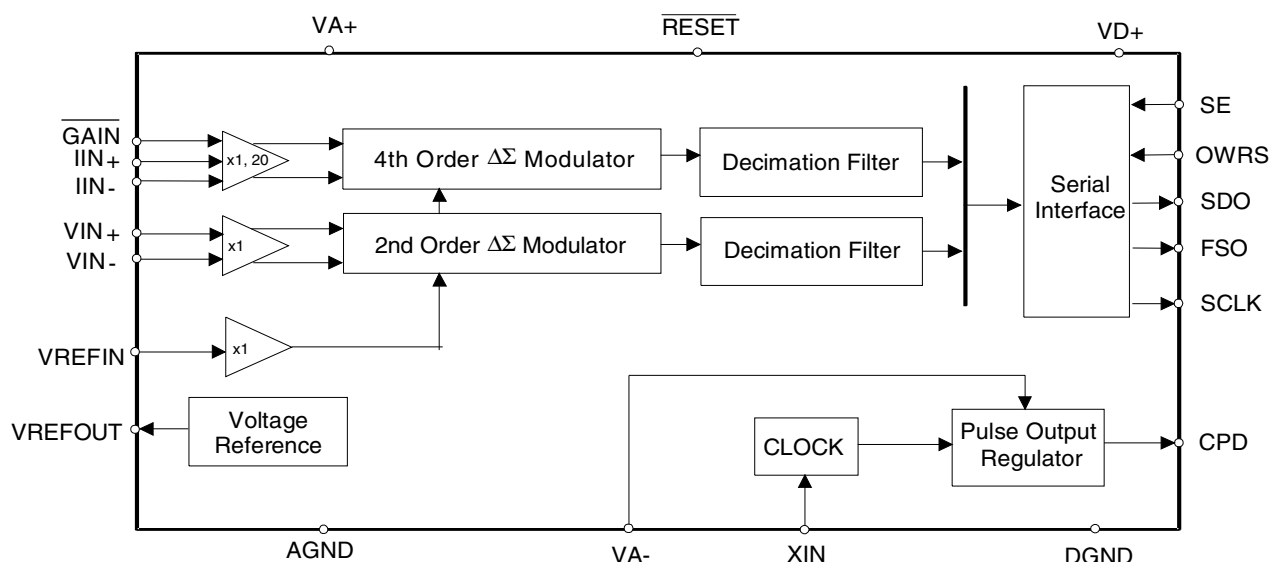 VA+
RESET
VD+
GAIN
IIN+
IIN-
x1, 20
4th Order ΔΣ Modulator
Decimation Filter
VIN+
VIN-
x1
2nd Order ΔΣ Modulator
Decimation Filter
Serial
Interface
SE
OWRS
SDO
FSO
SCLK
VREFIN
x1
VREFOUT
Voltage
Reference
CLOCK
Pulse Output
Regulator
CPD
AGND
VA-
XIN
DGND